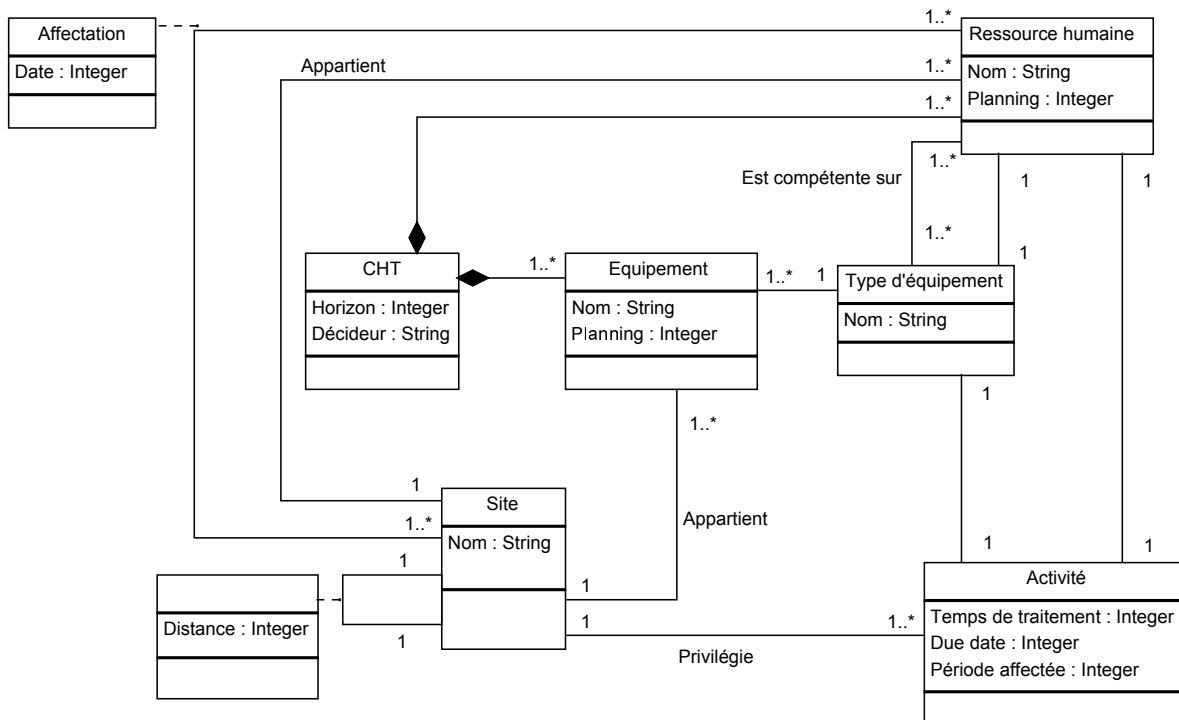 Affectation
Date : Integer
1..*
Ressource humaine
Nom : String
Planning : Integer
Appartient
1..*
1..*
1..*
Est compétente sur
1
1
1..*
1
CHT
Horizon : Integer
Décideur : String
1..*
Equipement
Nom : String
Planning : Integer
1..*
1
Type d'équipement
Nom : String
1
1..*
Appartient
1
1..*
Site
Nom : String
1
1
1
1
Distance : Integer
Privilégie
1..*
1
1
Activité
Temps de traitement : Integer
Due date : Integer
Période affectée : Integer